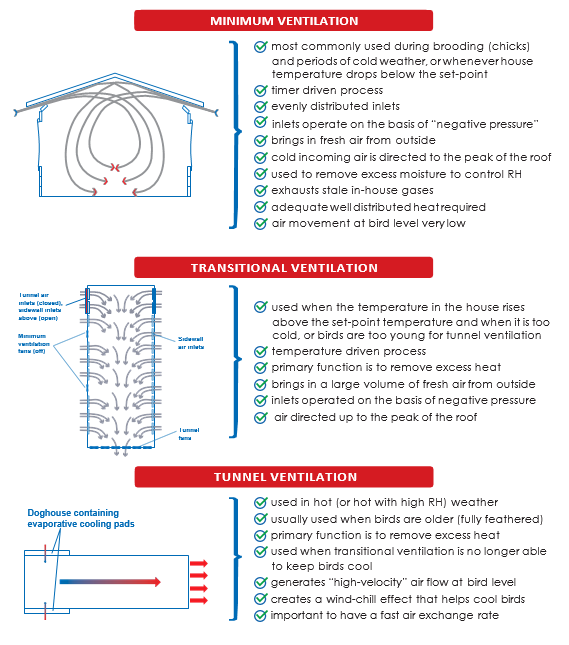 MINIMUM VENTILATION
most commonly used during brooding (chicks)
and periods of cold weather, or whenever house
temperature drops below the set-point
timer driven process
evenly distributed inlets
inlets operate on the basis of “negative pressure”
brings in fresh air from outside
cold incoming air is directed to the peak of the roof
used to remove excess moisture to control RH
exhausts stale in-house gases
adequate well distributed heat required
air movement at bird level very low
TRANSITIONAL VENTILATION
Tunnel air
inlets (closed),
sidewall inlets
above (open)
Minimum
ventilation
fans (off)
Sidewall
air inlets
Tunnel
fans
used when the temperature in the house rises
above the set-point temperature and when it is too
cold, or birds are too young for tunnel ventilation
temperature driven process
primary function is to remove excess heat
brings in a large volume of fresh air from outside
inlets operated on the basis of negative pressure
air directed up to the peak of the roof
TUNNEL VENTILATION
Doghouse containing
evaporative cooling pads
used in hot (or hot with high RH) weather
usually used when birds are older (fully feathered)
primary function is to remove excess heat
used when transitional ventilation is no longer able
to keep birds cool
generates “high-velocity” air flow at bird level
creates a wind-chill effect that helps cool birds
important to have a fast air exchange rate